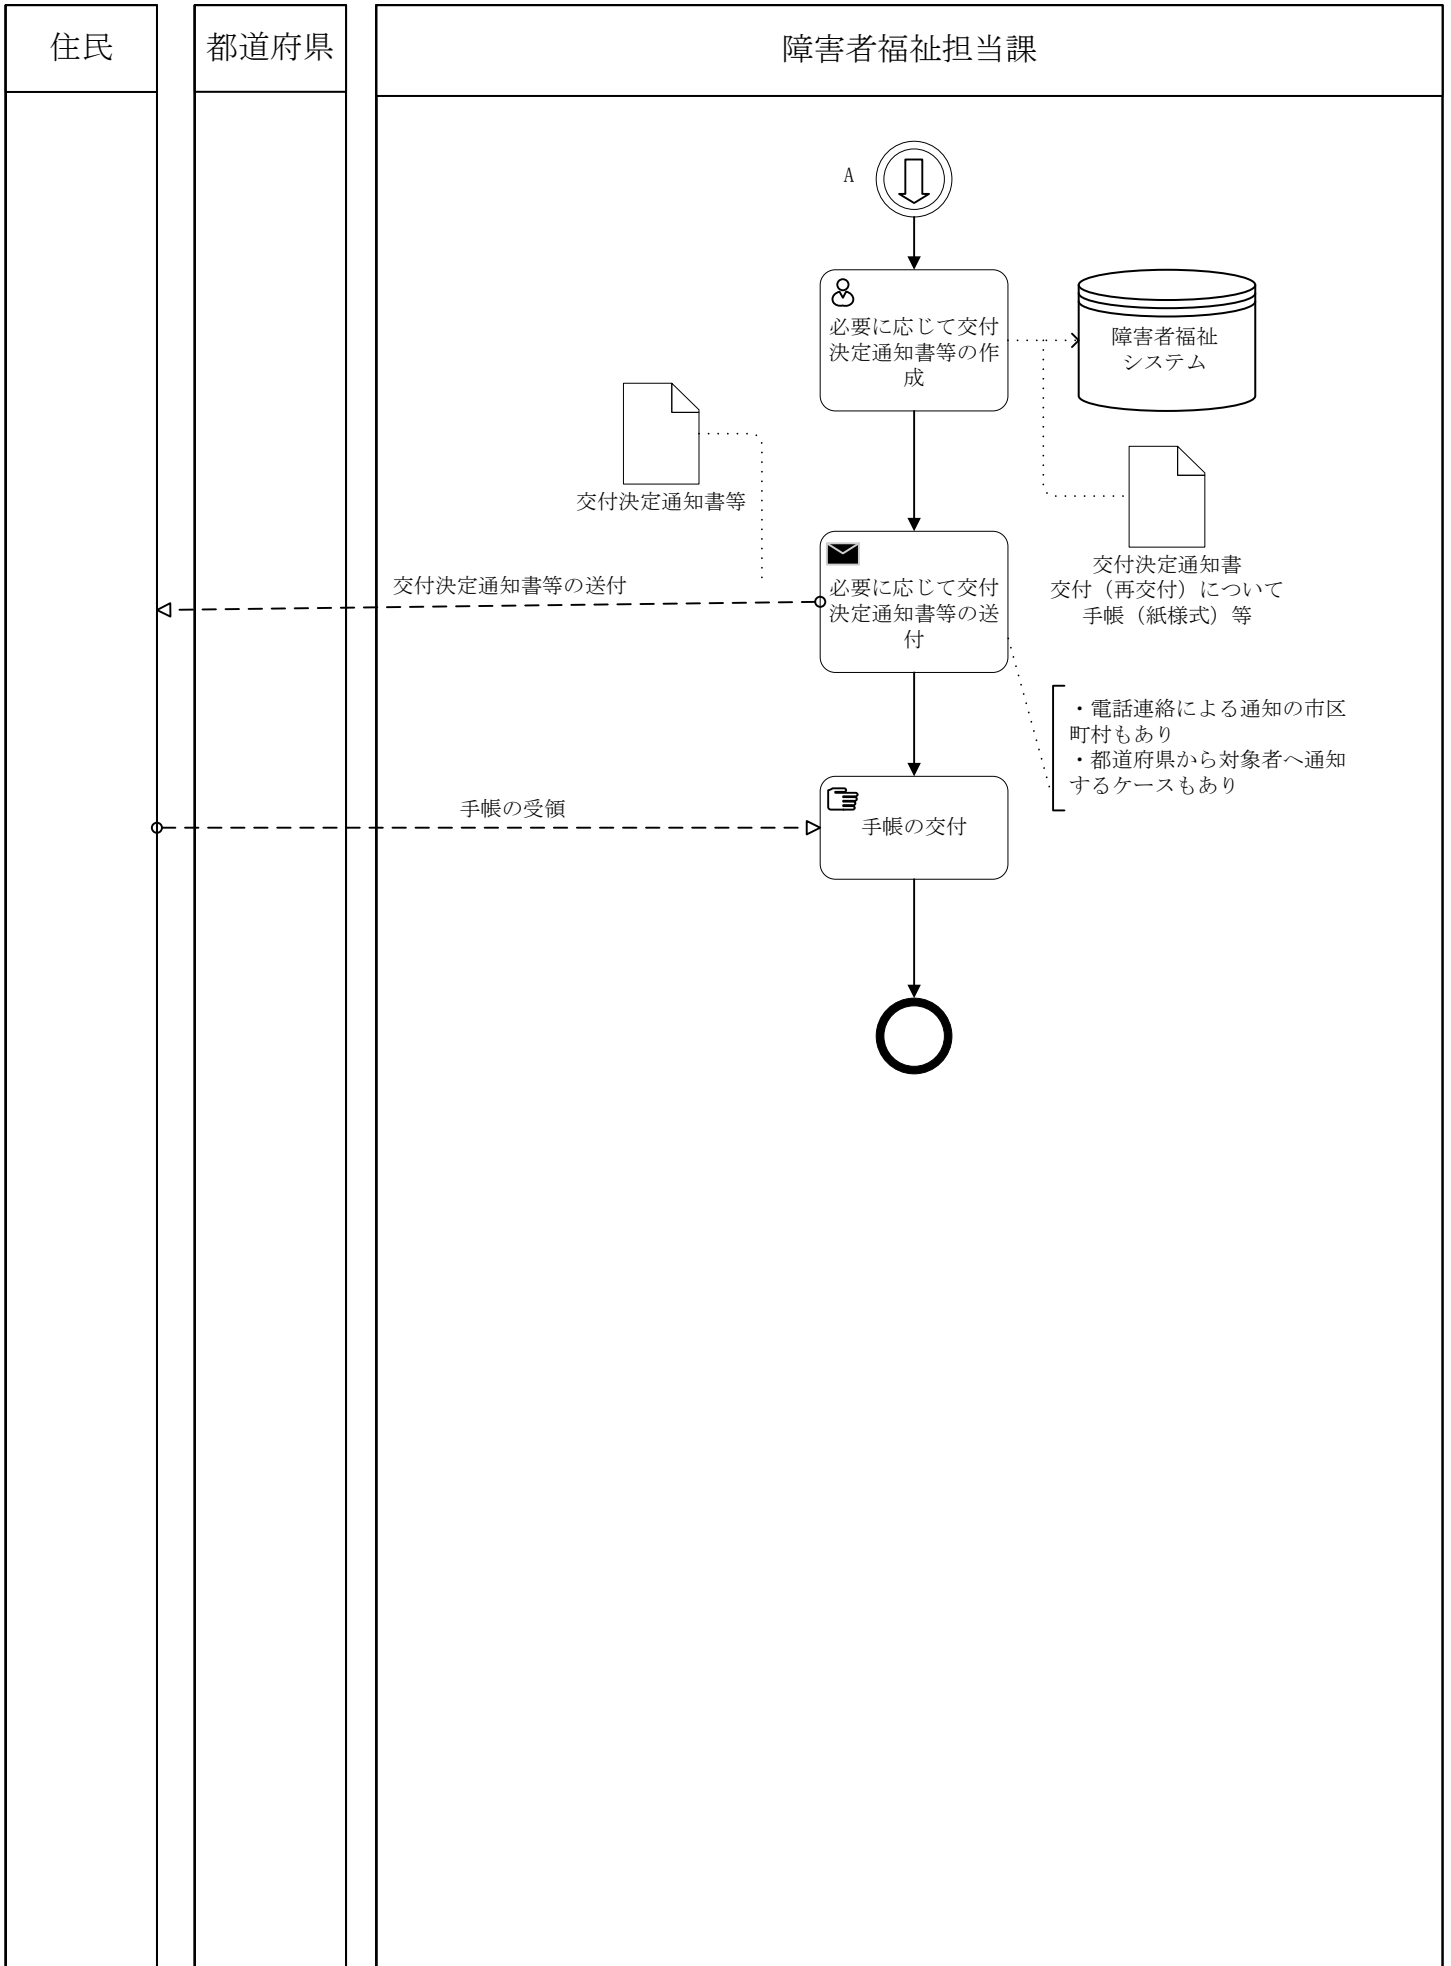 住民
都道府県
障害者福祉担当課
A
必要に応じて交付
決定通知書等の作
成
障害者福祉
システム
交付決定通知書等
交付決定通知書
交付（再交付）について
手帳（紙様式）等
交付決定通知書等の送付
必要に応じて交付
決定通知書等の送
付
・電話連絡による通知の市区
町村もあり
・都道府県から対象者へ通知
するケースもあり
手帳の受領
手帳の交付